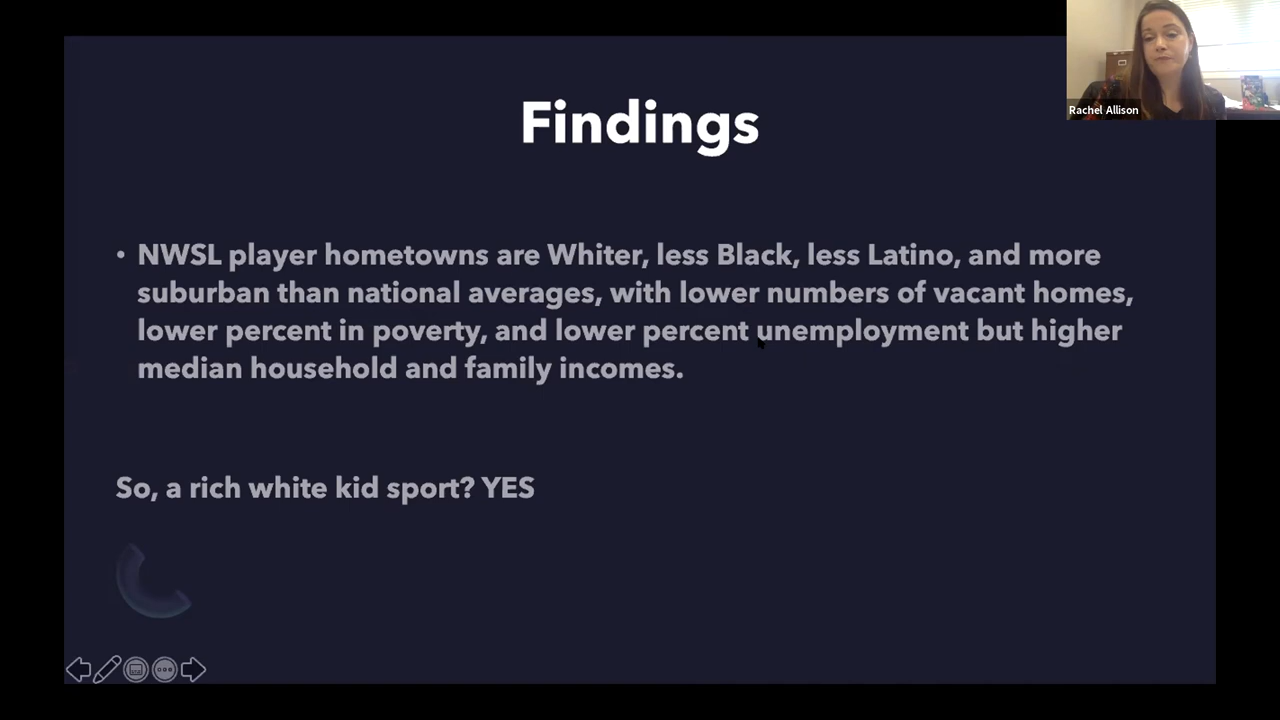 Findings
Rachel Allison
• NWSL player hometowns are Whiter, less Black, less Latino, and more
suburban than national averages, with lower numbers of vacant homes,
lower percent in poverty, and lower percent unemployment but higher
median household and family incomes.
So, a rich white kid sport? YES